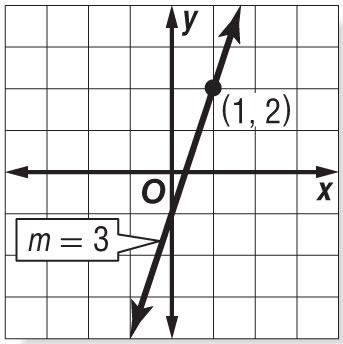 y
(1, 2)
O
x
m = 3